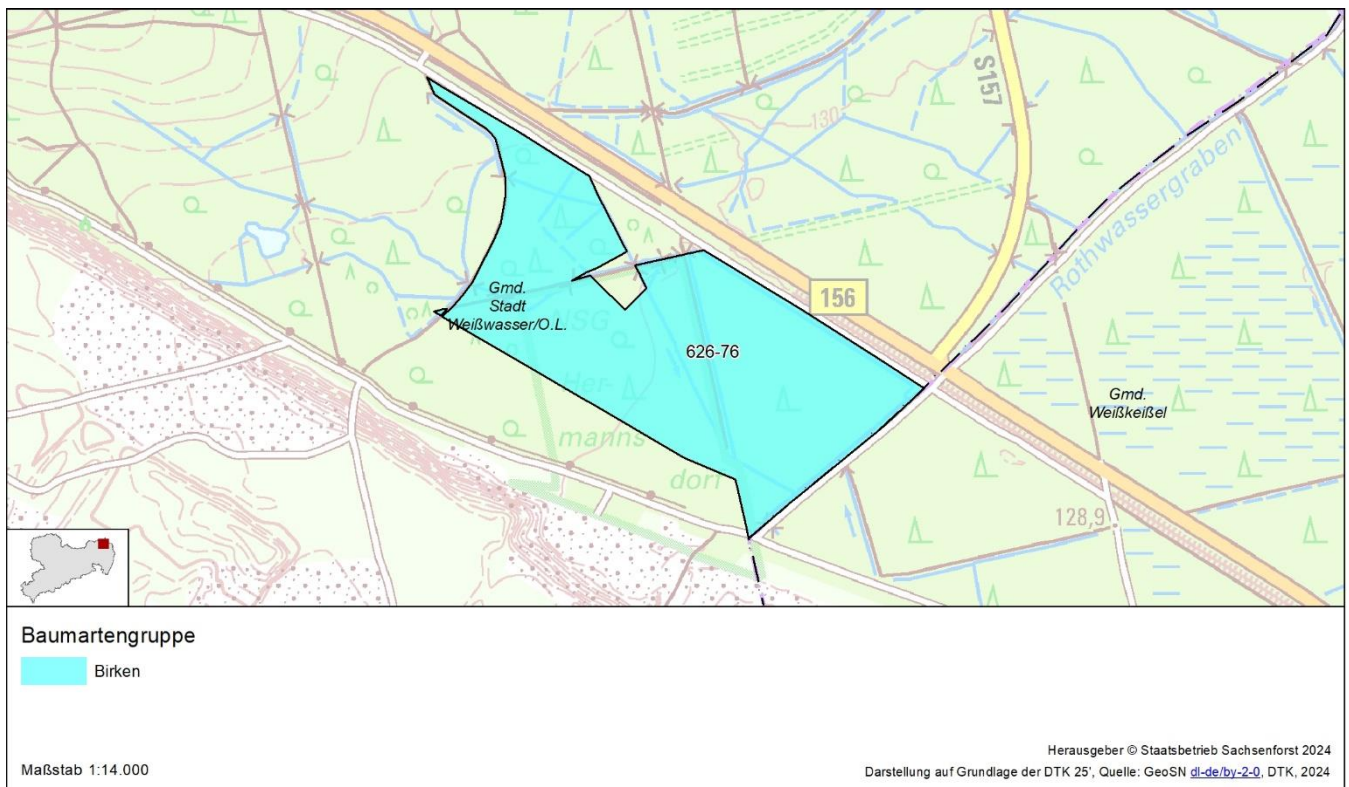 S157
130
Rothwassergraben
156
Gmd.
Stadt
Weißwasser/O.L.
NSG
Her-
manns-
dorf
626-76
Gmd.
Weißkeißel
128,9
Baumartengruppe
Birken
Maßstab 1:14.000
Herausgeber © Staatsbetrieb Sachsenforst 2024
Darstellung auf Grundlage der DTK 25', Quelle: GeoSN dl-de/by-2-0, DTK, 2024